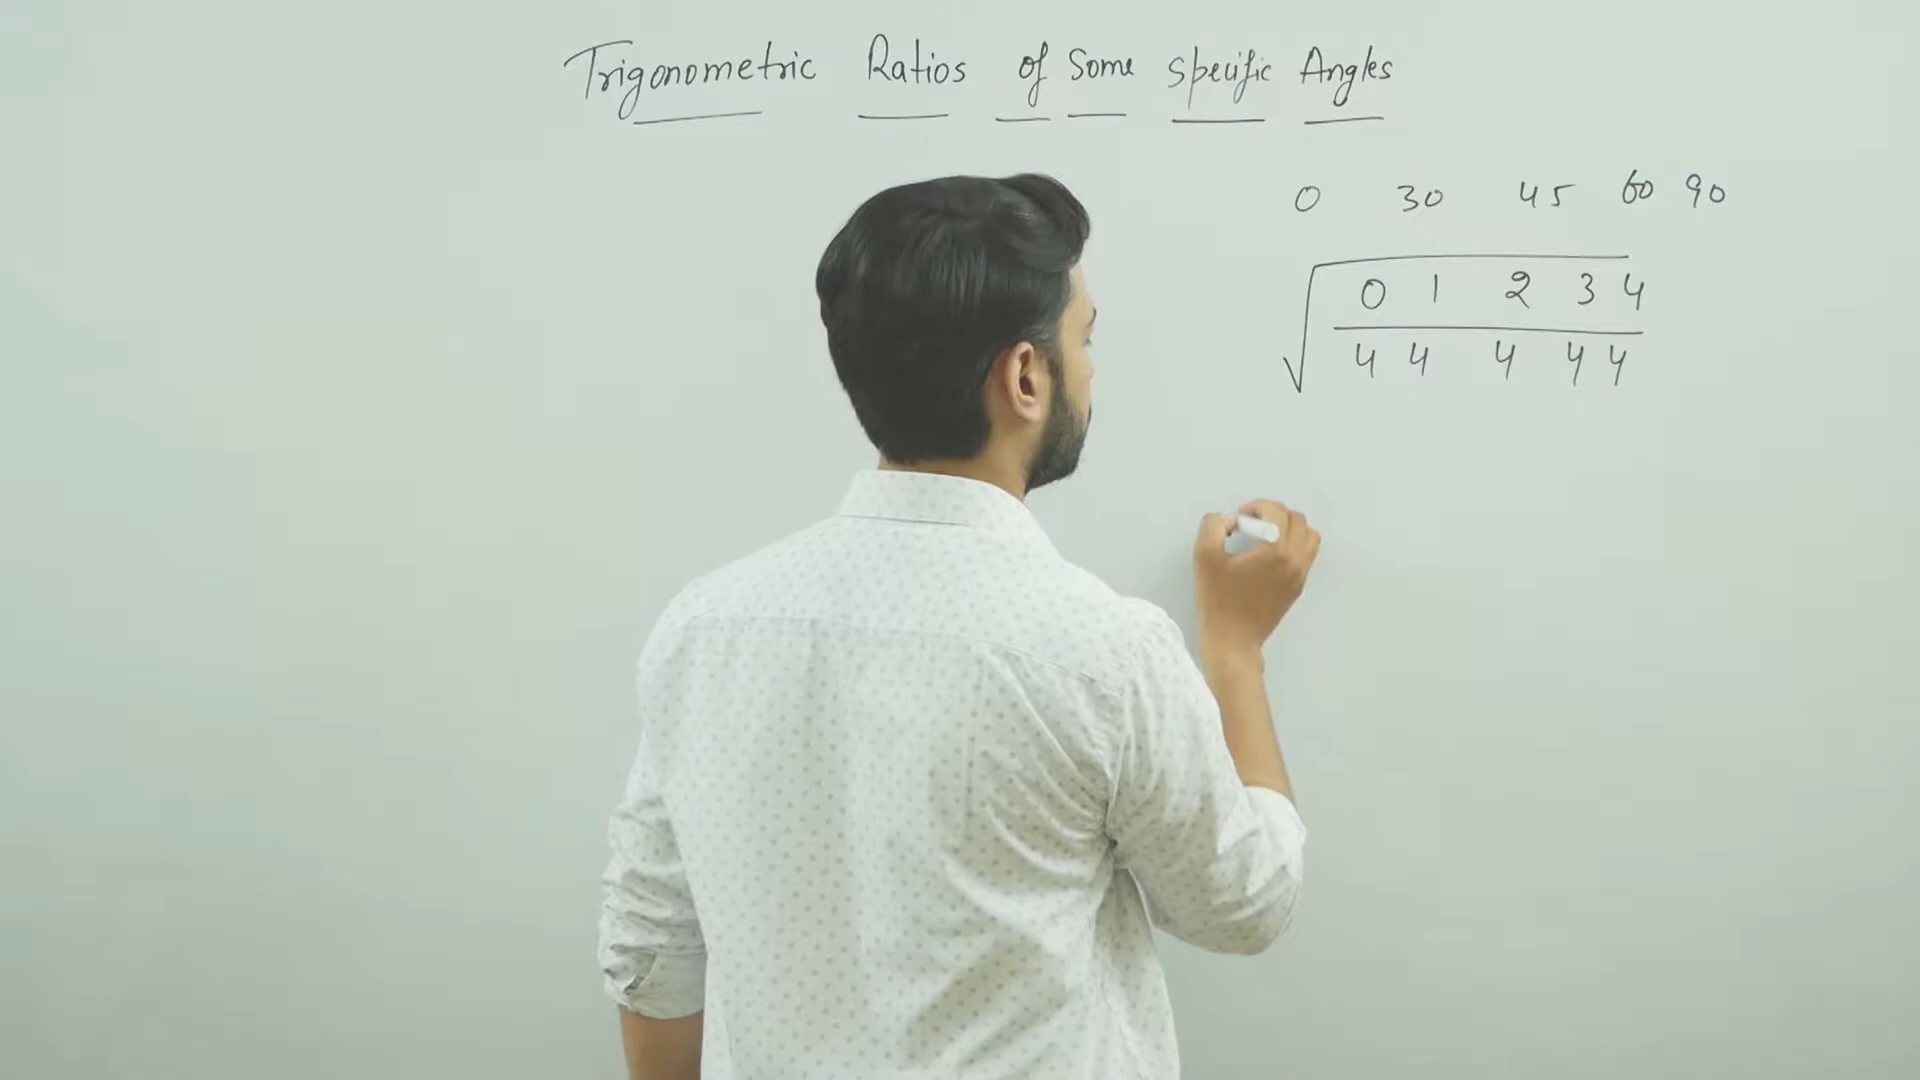 Trigonometric Ratios of Some specific Angles
0 30 45 60 90
√ 0 1 2 3 4
4 4 4 4 4